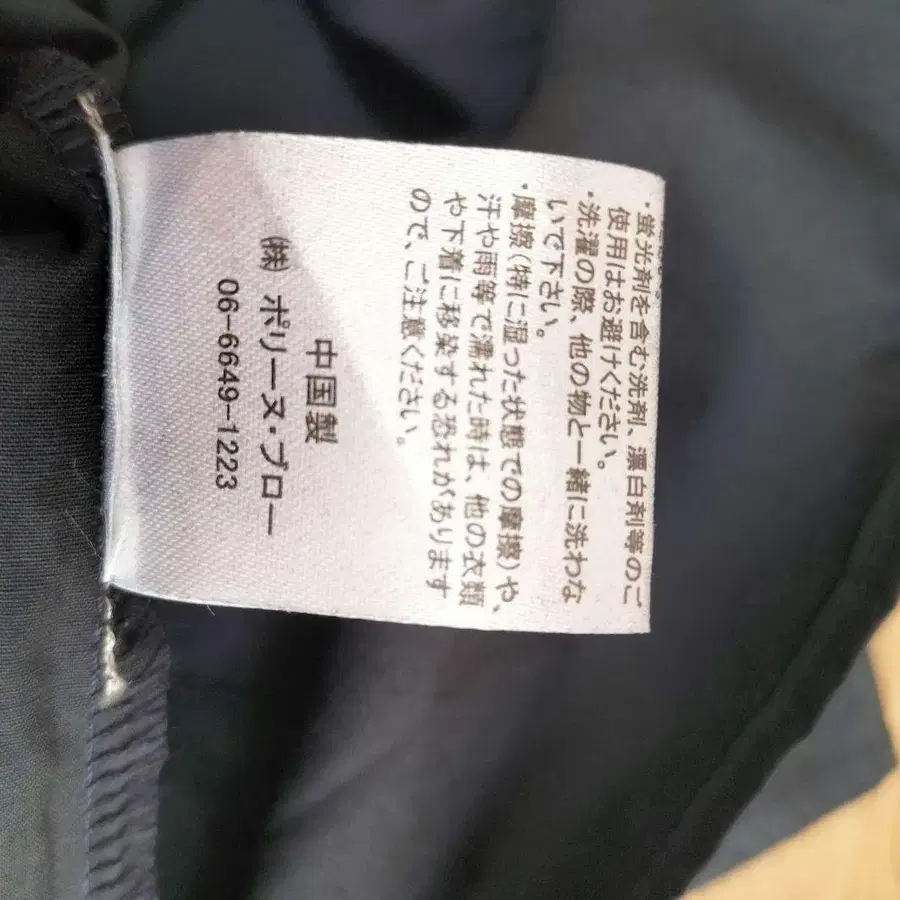 ・蛍光剤を含む洗剤、漂白剤等のご
使用はお避けください。
・洗濯の際、他の物と一緒に洗わな
いで下さい。
・摩擦(特に湿った状態での摩擦)や、
汗や雨等で濡れた時は、他の衣類
や下着に移染する恐れがあります
ので、ご注意ください。
中国製
(株) ポリーヌ・ブロー
06-6649-1223